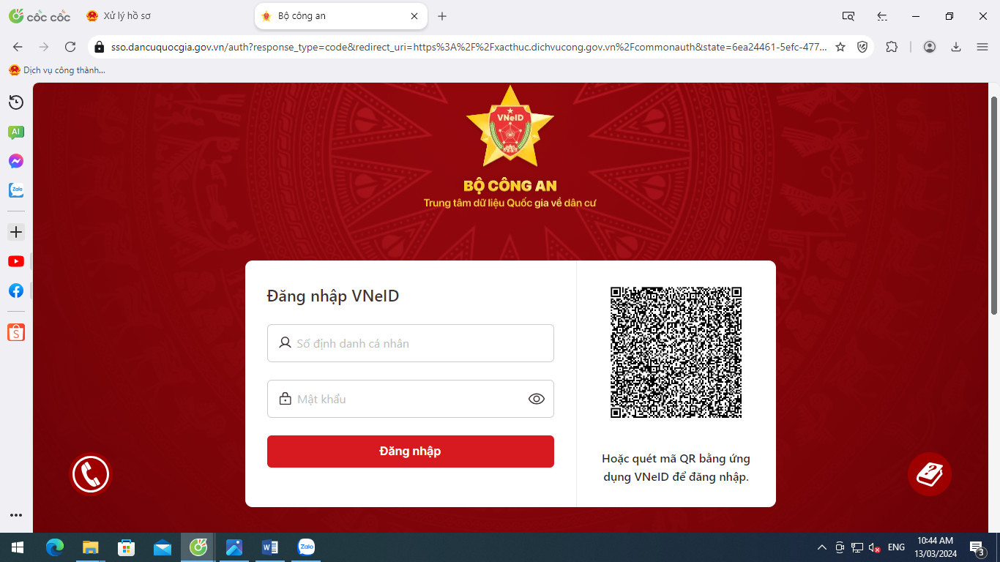 cốc cốc
Xử lý hồ sơ
Bộ công an
sso.dancuquocgia.gov.vn/auth?response_type=code&redirect_uri=https%3A%2F%2Fxacthuc.dichvucong.gov.vn%2Fcommonauth&state=6ea24461-5efc-477...
Dịch vụ công thành...
AI
Zalo
VNeID
BỘ CÔNG AN
Trung tâm dữ liệu Quốc gia về dân cư
Đăng nhập VNeID
Số định danh cá nhân
Mật khẩu
Đăng nhập
Hoặc quét mã QR bằng ứng
dụng VNeID để đăng nhập.
Zalo
ENG
10:44 AM
13/03/2024
3